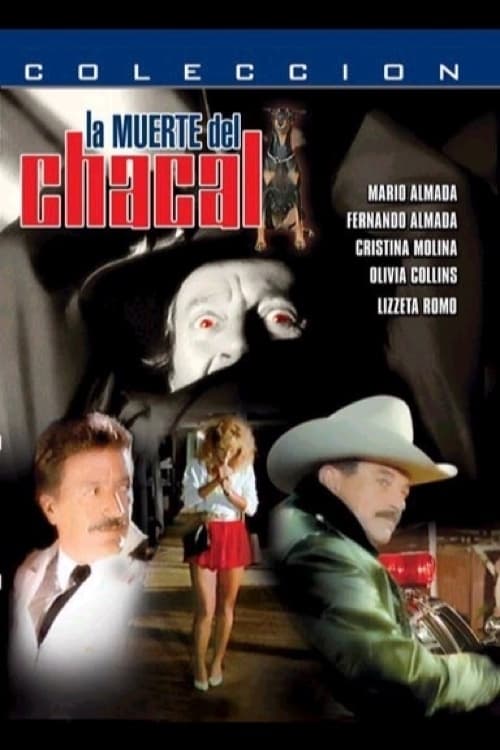 COLECCION
la MUERTE del
chacal
MARIO ALMADA
FERNANDO ALMADA
CRISTINA MOLINA
OLIVIA COLLINS
LIZZETA ROMO